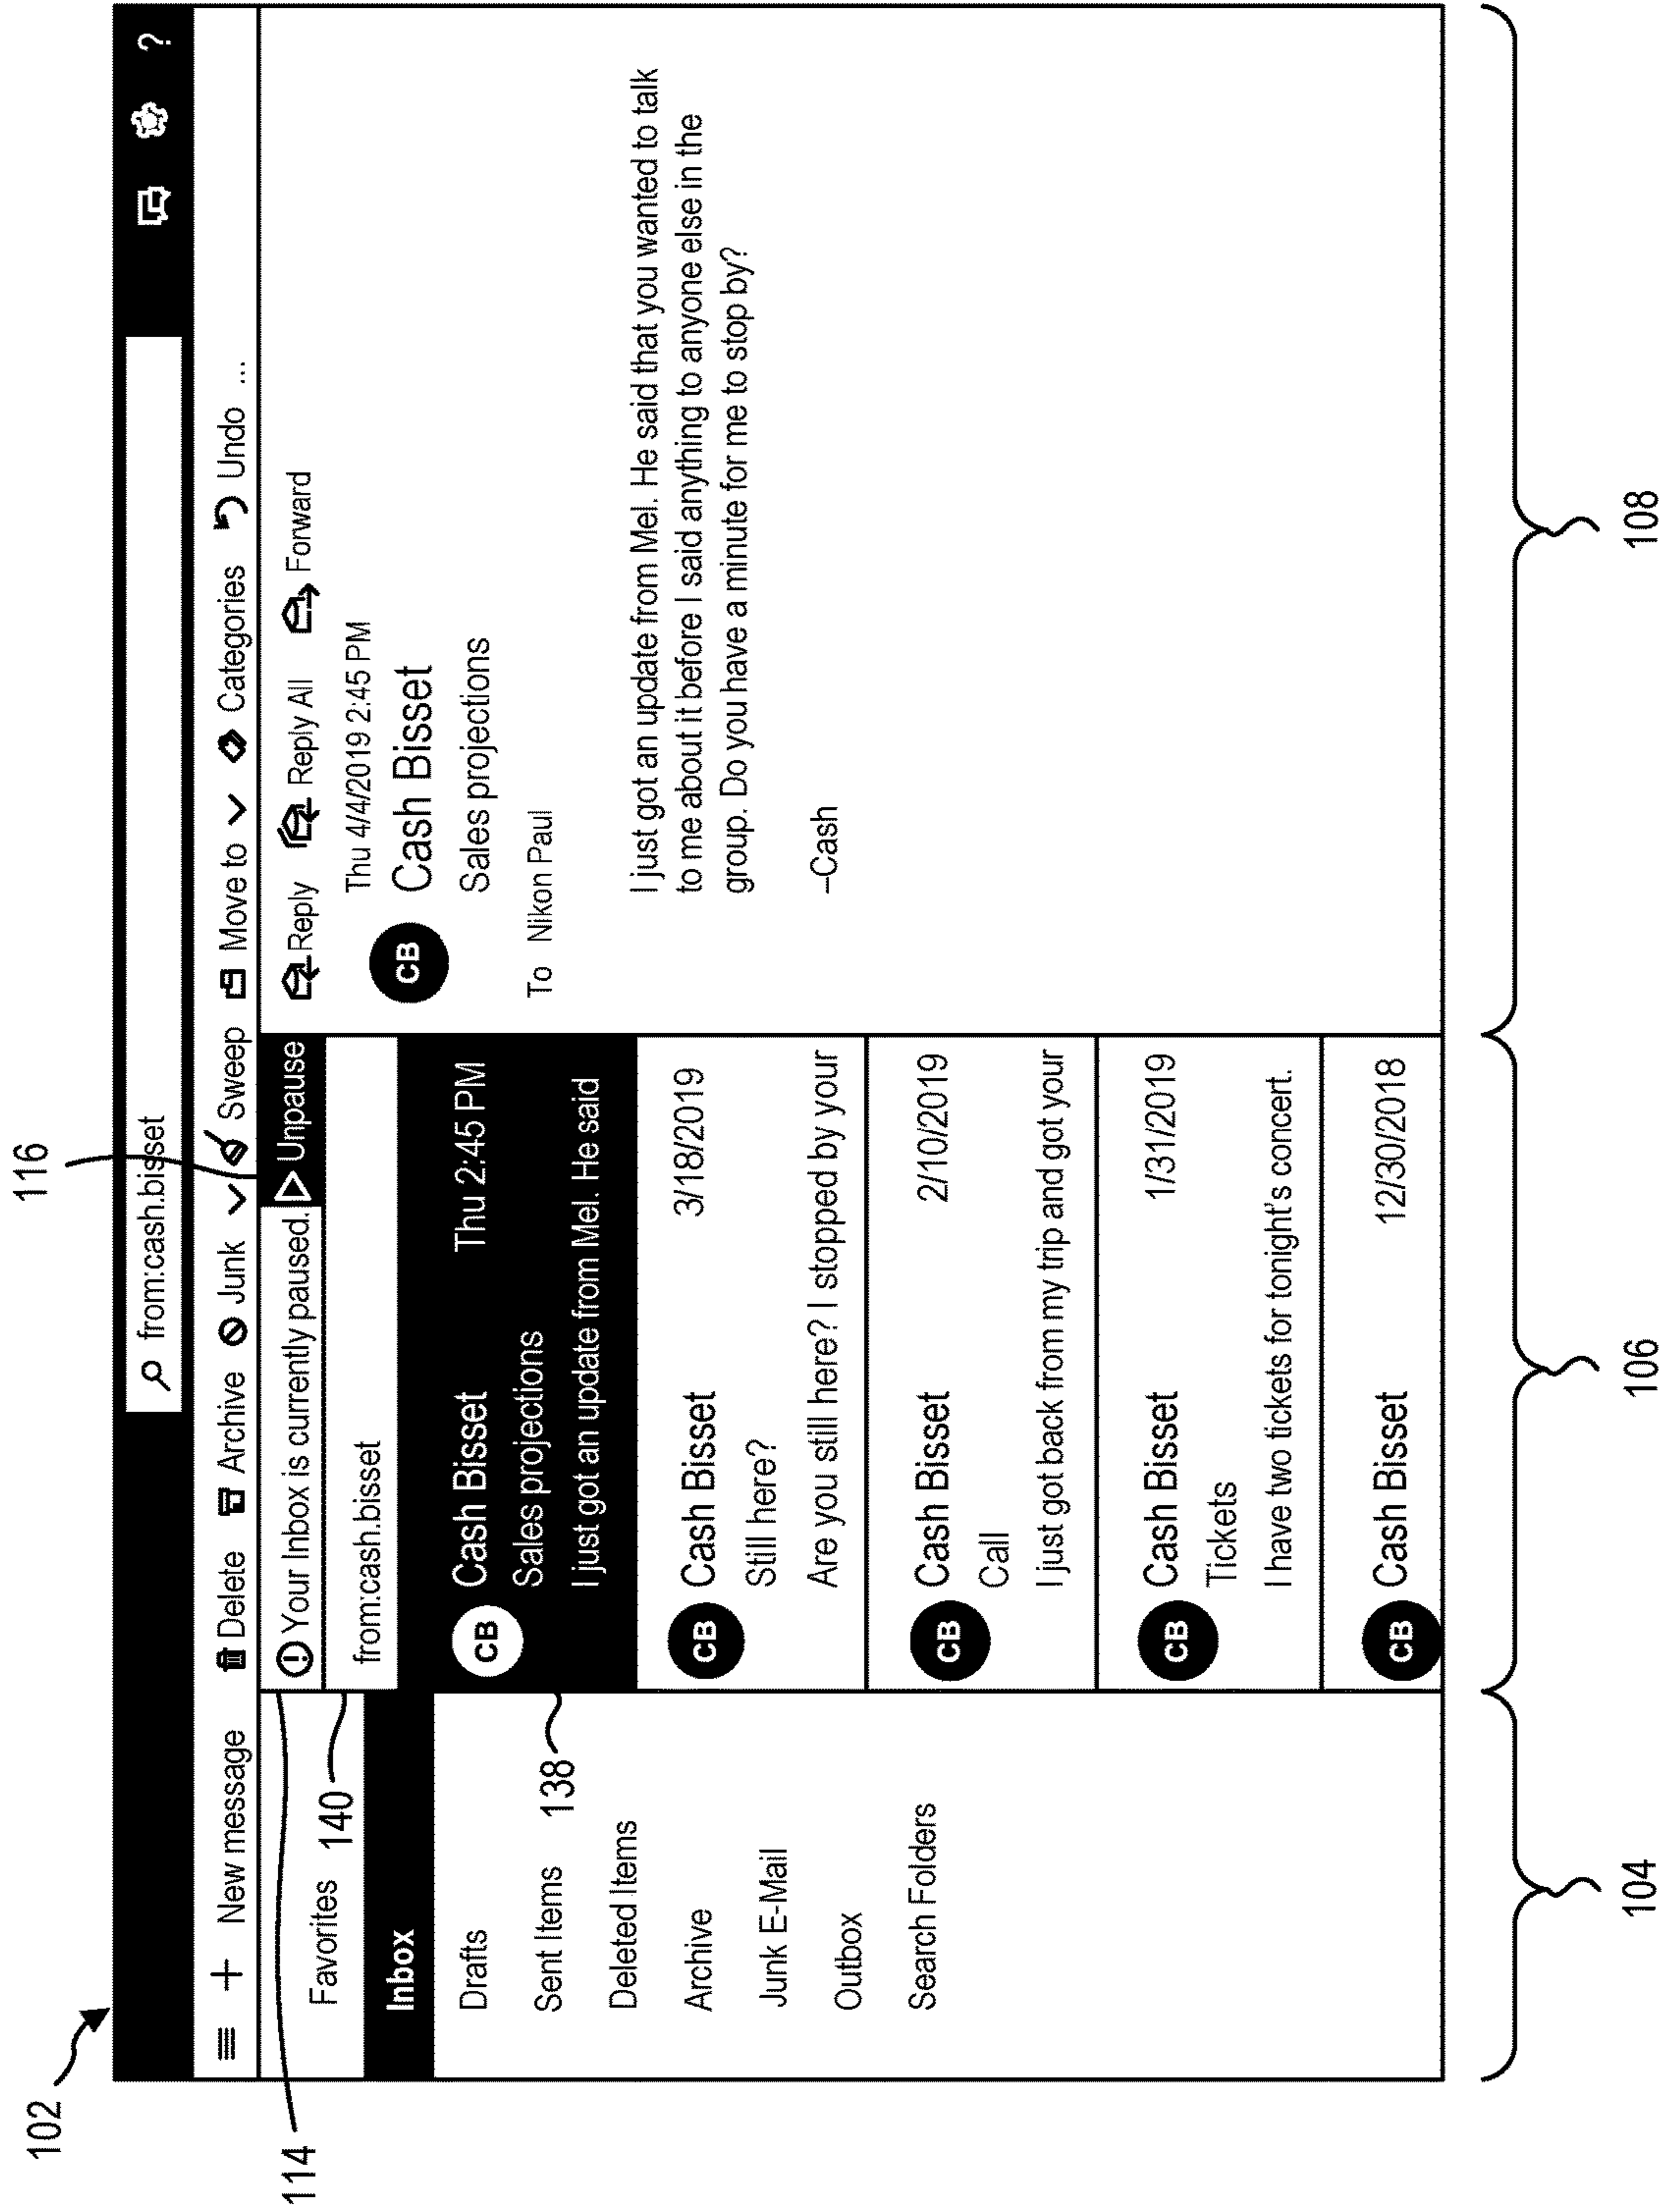 102
116
from:cash.bisset
?
New message
Delete
Archive
Junk
Sweep
Move to
Categories
Undo ...
114
Favorites
140
Inbox
Drafts
Sent Items
138
Deleted Items
Archive
Junk E-Mail
Outbox
Search Folders
Your Inbox is currently paused.
Unpause
from:cash.bisset
CB
Cash Bisset
Thu 2:45 PM
Sales projections
I just got an update from Mel. He said
CB
Cash Bisset
3/18/2019
Still here?
Are you still here? I stopped by your
CB
Cash Bisset
2/10/2019
Call
I just got back from my trip and got your
CB
Cash Bisset
1/31/2019
Tickets
I have two tickets for tonight's concert.
CB
Cash Bisset
12/30/2018
Reply
Reply All
Forward
Thu 4/4/2019 2:45 PM
CB
Cash Bisset
Sales projections
To Nikon Paul
I just got an update from Mel. He said that you wanted to talk
to me about it before I said anything to anyone else in the
group. Do you have a minute for me to stop by?
–Cash
104
106
108